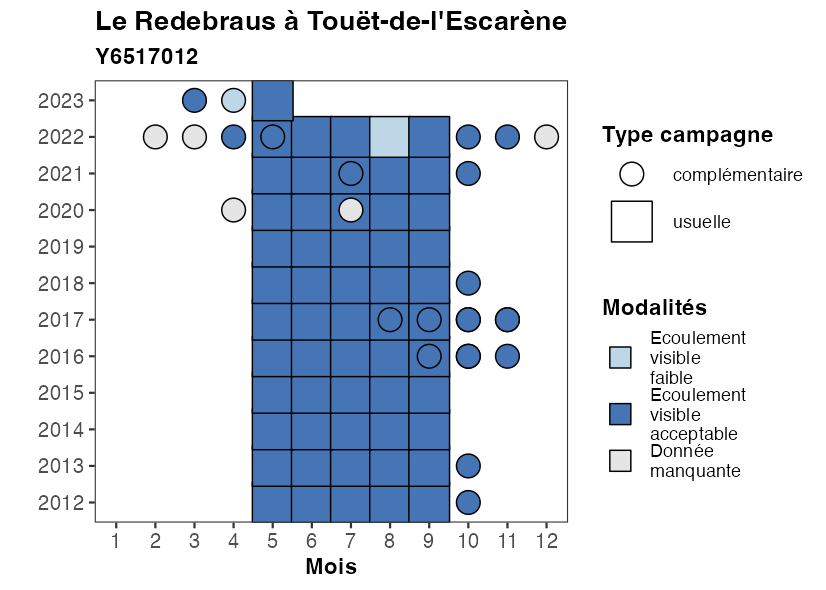 Le Redebraus à Touët-de-l'Escarène
Y6517012
2023
2022
2021
2020
2019
2018
2017
2016
2015
2014
2013
2012
1 2 3 4 5 6 7 8 9 10 11 12
Mois
Type campagne
complémentaire
usuelle
Modalités
Ecoulement
visible
faible
Ecoulement
visible
acceptable
Donnée
manquante